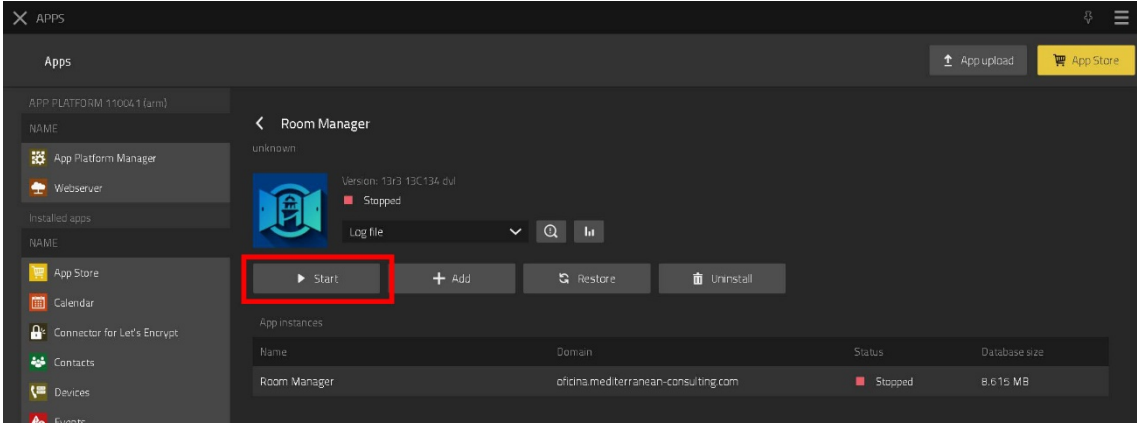 APPS
Apps
App upload
App Store
APP PLATFORM 110041 (arm)
NAME
App Platform Manager
Webserver
Installed apps
NAME
App Store
Calendar
Connector for Let's Encrypt
Contacts
Devices
Events
Room Manager
unknown
Version: 13r3 13C134 dvl
Stopped
Log file
Start
Add
Restore
Uninstall
App instances
Name Domain Status Database size
Room Manager oficina.mediterranean-consulting.com Stopped 8.615 MB